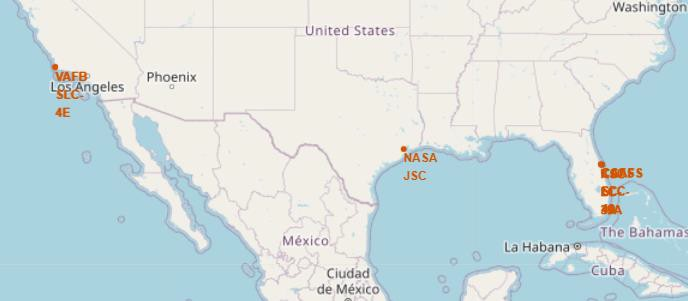 Washington
United States
VAFB
SLC-
4E
Los Angeles
Phoenix
NASA
JSC
The Bahamas
La Habana
Cuba
México
Ciudad
de México